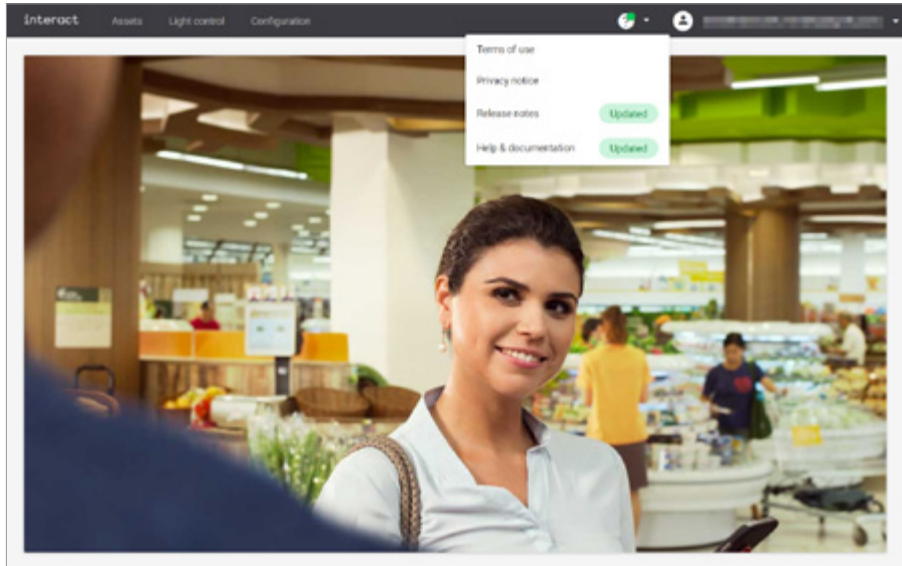 interact Assets Light control Configuration
Terms of use
Privacy notice
Release notes Updated
Help & documentation Updated